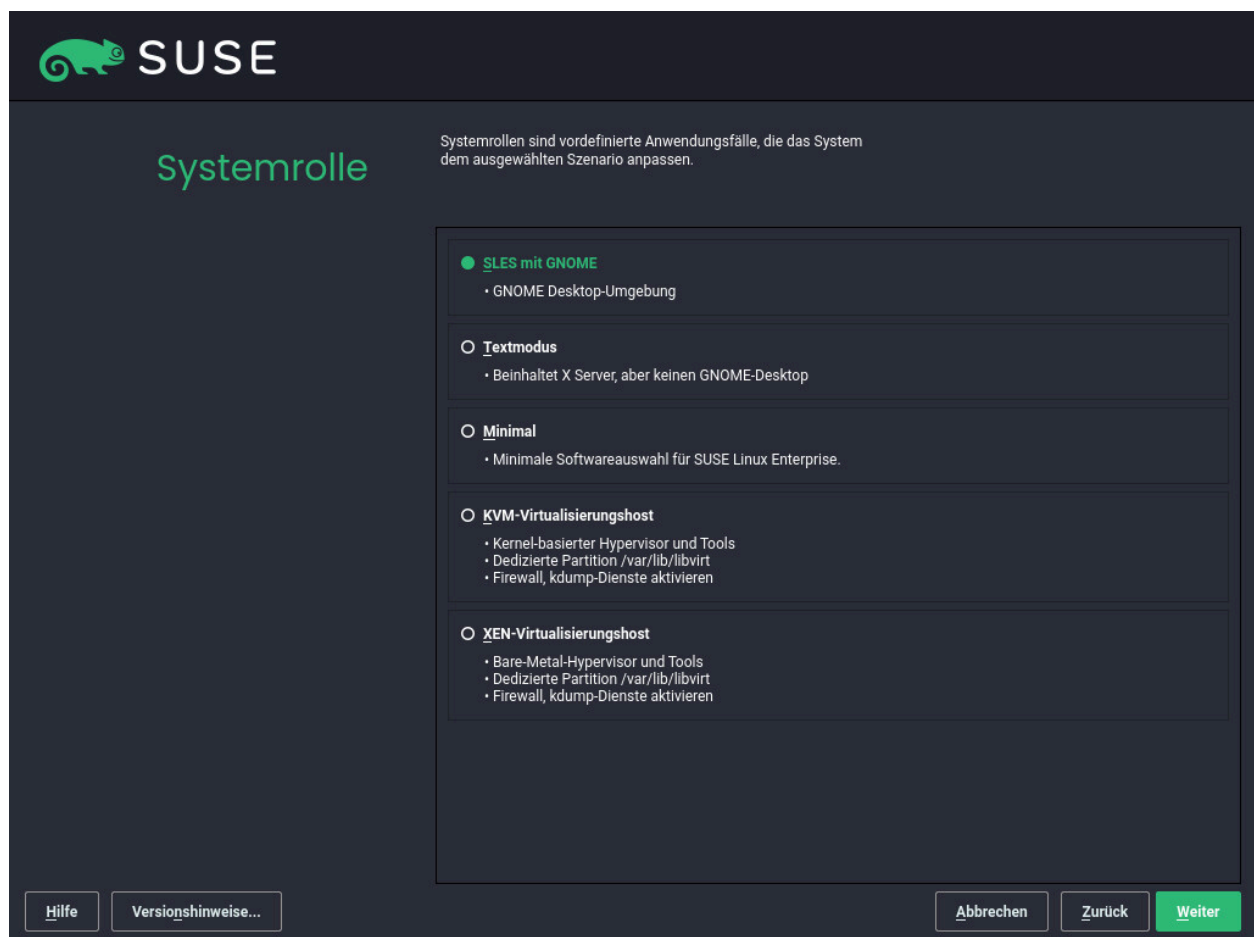 SUSE
Systemrolle
Systemrollen sind vordefinierte Anwendungsfälle, die das System
dem ausgewählten Szenario anpassen.
SLES mit GNOME
• GNOME Desktop-Umgebung
Textmodus
• Beinhaltet X Server, aber keinen GNOME-Desktop
Minimal
• Minimale Softwareauswahl für SUSE Linux Enterprise.
KVM-Virtualisierungshost
• Kernel-basierter Hypervisor und Tools
• Dedizierte Partition /var/lib/libvirt
• Firewall, kdump-Dienste aktivieren
XEN-Virtualisierungshost
• Bare-Metal-Hypervisor und Tools
• Dedizierte Partition /var/lib/libvirt
• Firewall, kdump-Dienste aktivieren
Hilfe Versionshinweise... Abbrechen Zurück Weiter